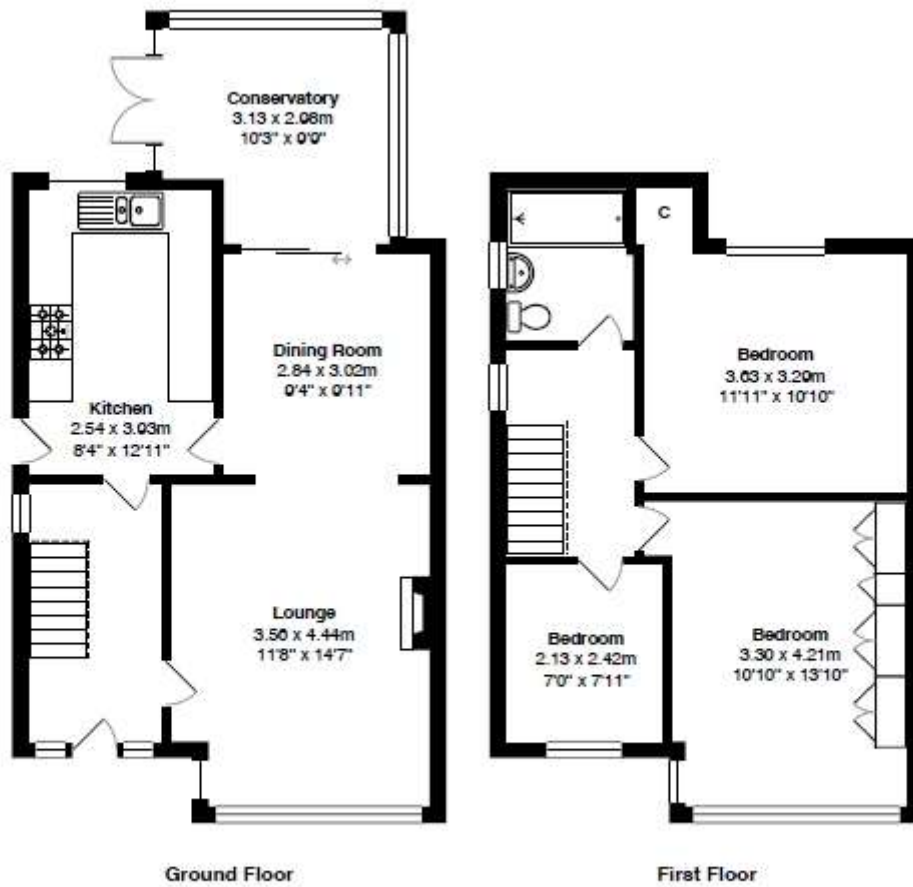 Conservatory
3.13 x 2.98m
10'3" x 9'9"
Dining Room
2.84 x 3.02m
9'4" x 9'11"
Kitchen
2.54 x 3.93m
8'4" x 12'11"
Lounge
3.56 x 4.44m
11'8" x 14'7"
Ground Floor
C
Bedroom
3.63 x 3.29m
11'11" x 10'10"
Bedroom
2.13 x 2.42m
7'0" x 7'11"
Bedroom
3.30 x 4.21m
10'10" x 13'10"
First Floor